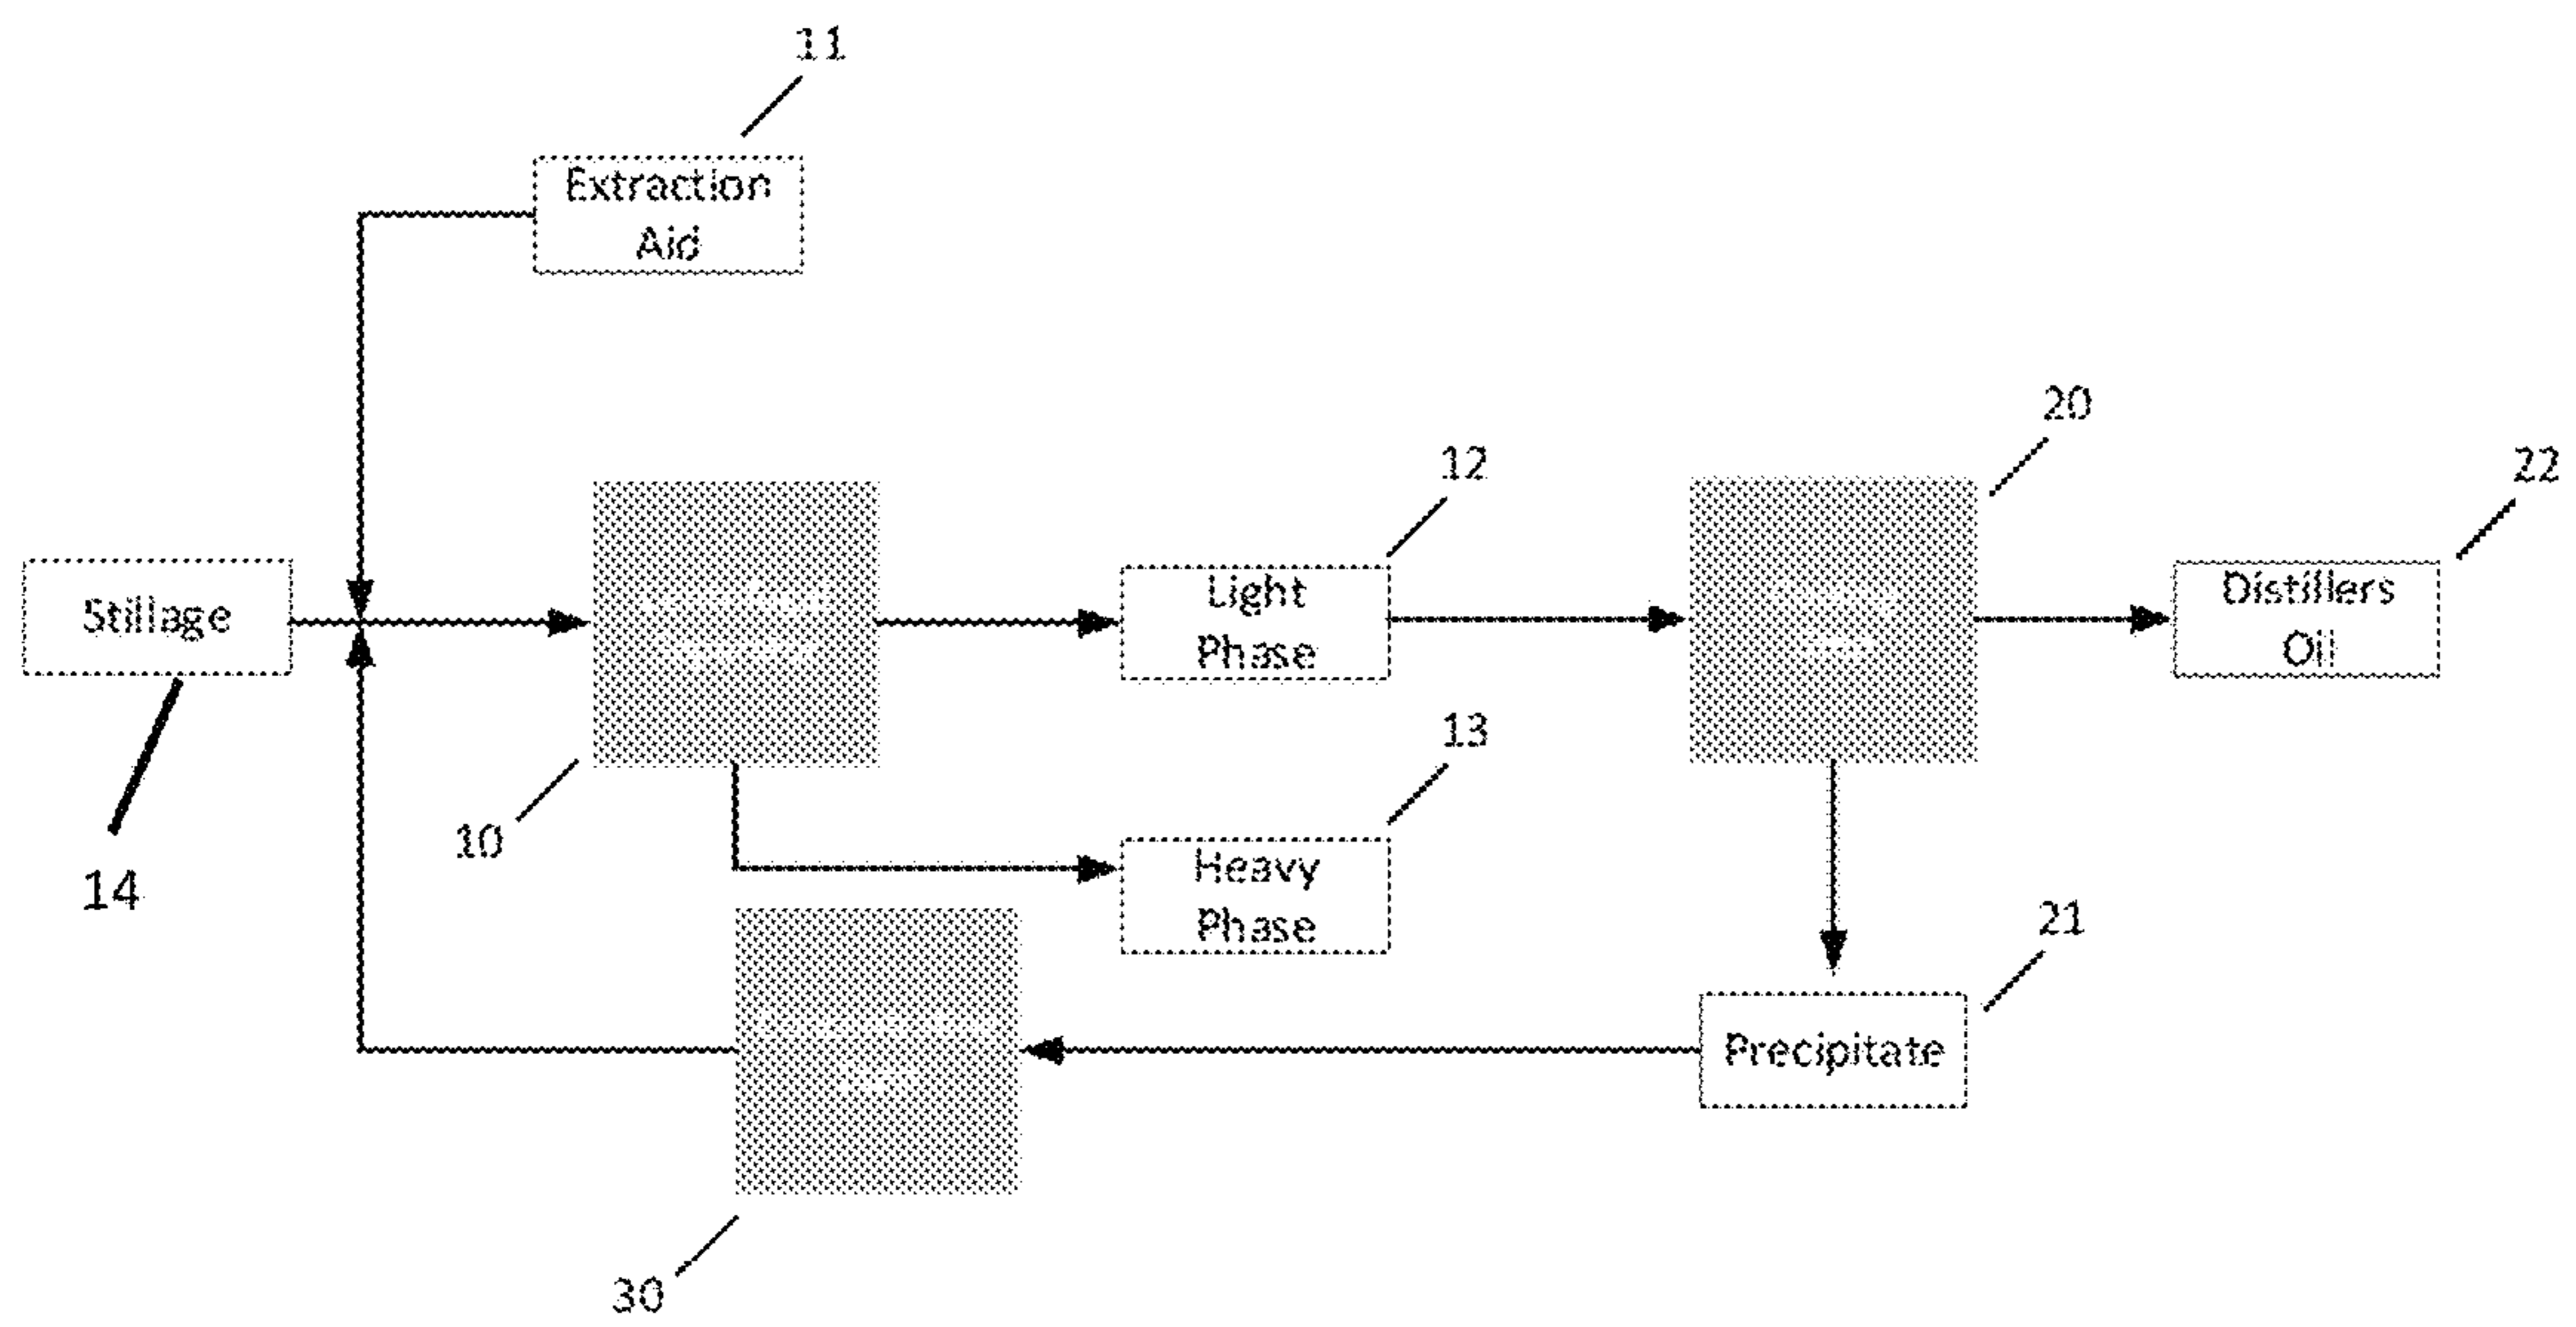 11
Extraction
Aid
20
12
22
Stillage
Light
Phase
Distillers
Oil
13
10
14
Heavy
Phase
21
Precipitate
30